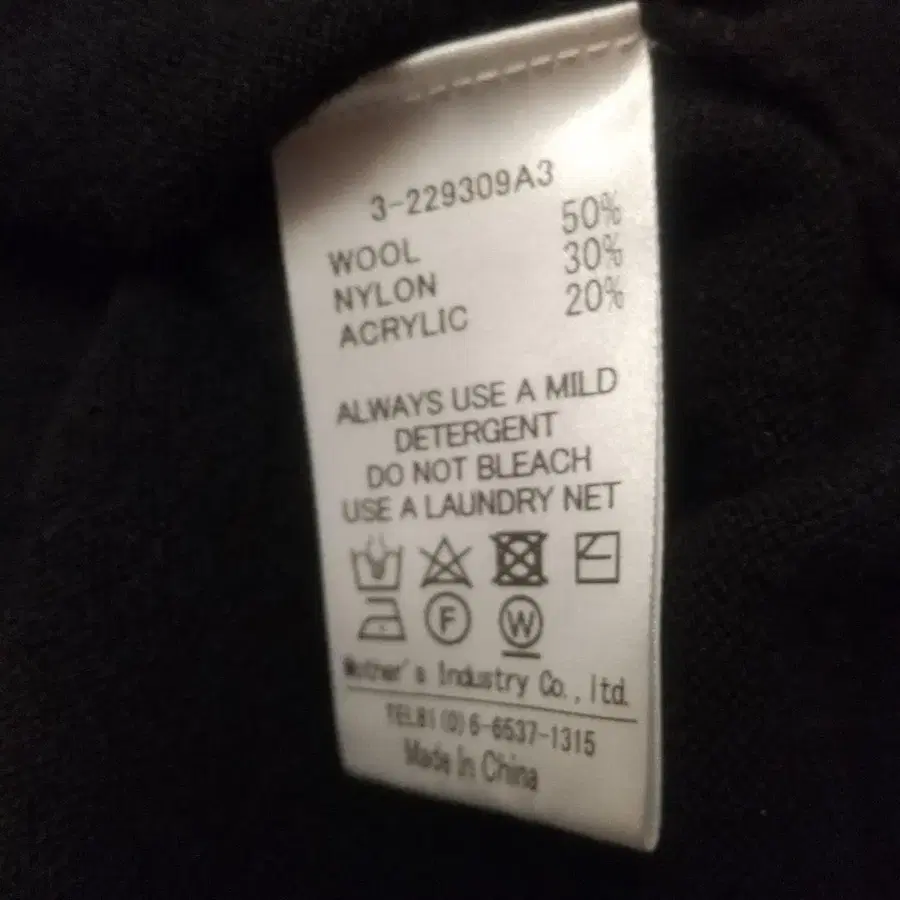 3-229309A3
WOOL 50%
NYLON 30%
ACRYLIC 20%
ALWAYS USE A MILD
DETERGENT
DO NOT BLEACH
USE A LAUNDRY NET
F W
Mother's Industry Co., ltd.
TEL81(0)6-6537-1315
Made In China